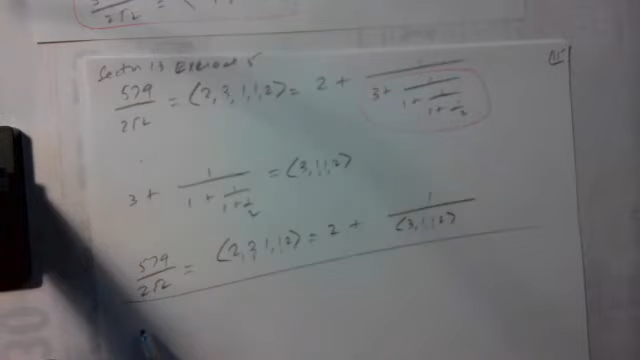 Section 13 Exercise 5
579/252 = ⟨2,3,1,1,2⟩ = 2 + 1/(3 + 1/(1 + 1/(1 + 1/2)))
3 + 1/(1 + 1/(1 + 1/2)) = ⟨3,1,1,2⟩
579/252 = ⟨2,3,1,1,2⟩ = 2 + 1/⟨3,1,1,2⟩